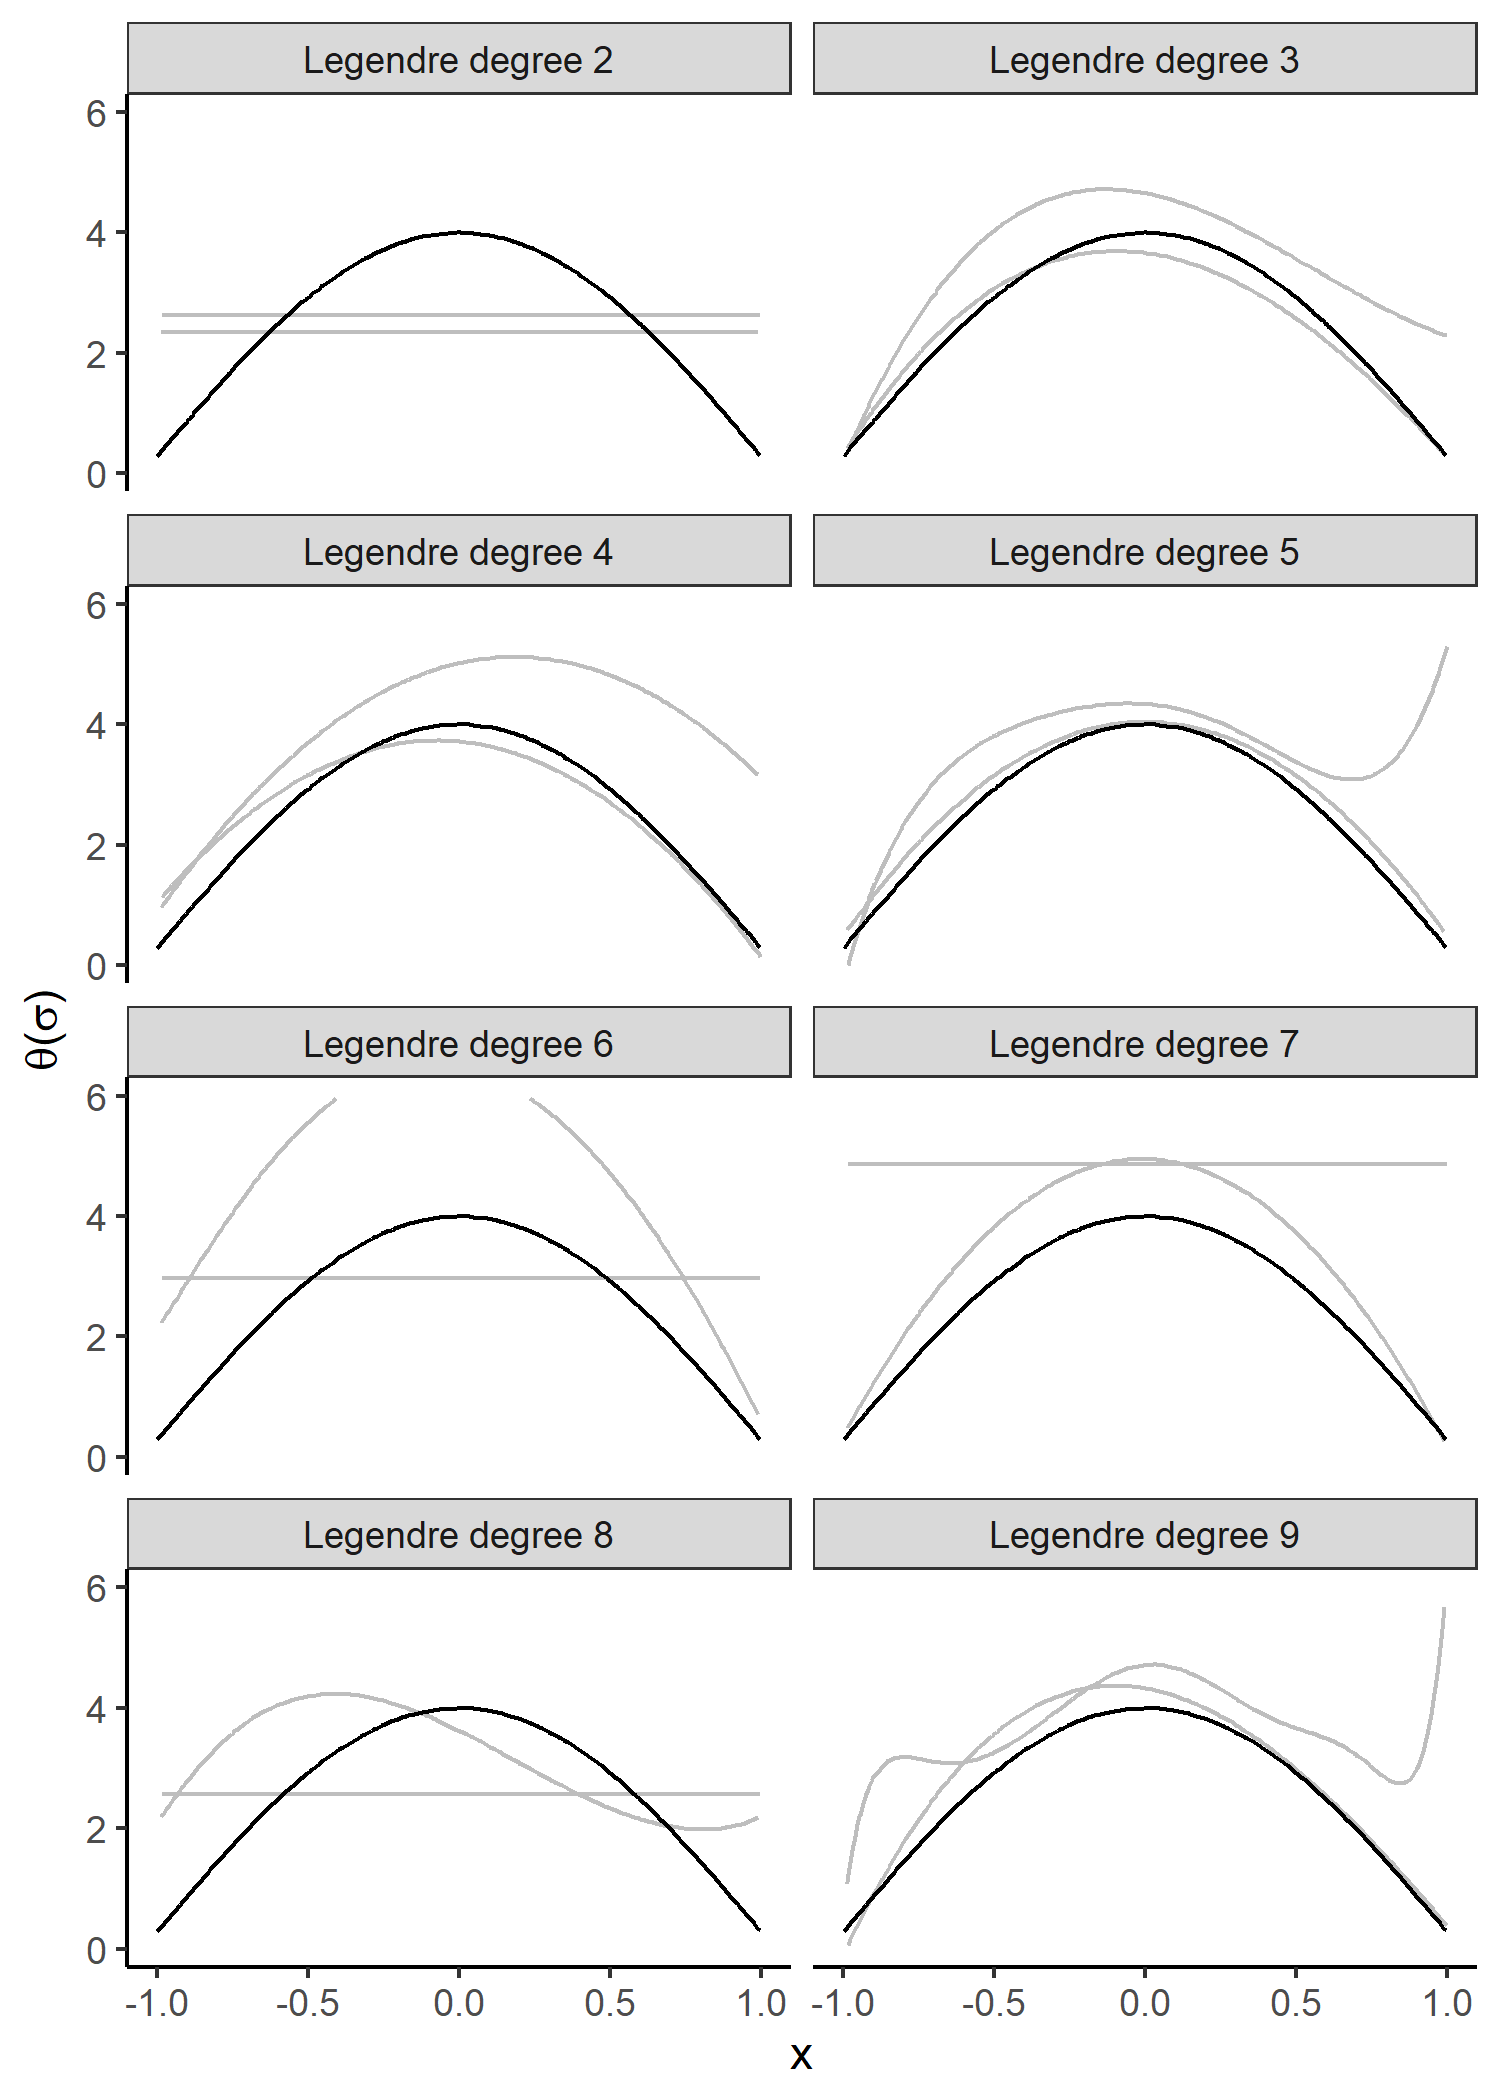 Legendre degree 2
Legendre degree 3
6
4
2
0
Legendre degree 4
Legendre degree 5
6
4
2
0
θ(σ)
Legendre degree 6
Legendre degree 7
6
4
2
0
Legendre degree 8
Legendre degree 9
6
4
2
0
-1.0 -0.5 0.0 0.5 1.0 -1.0 -0.5 0.0 0.5 1.0
x